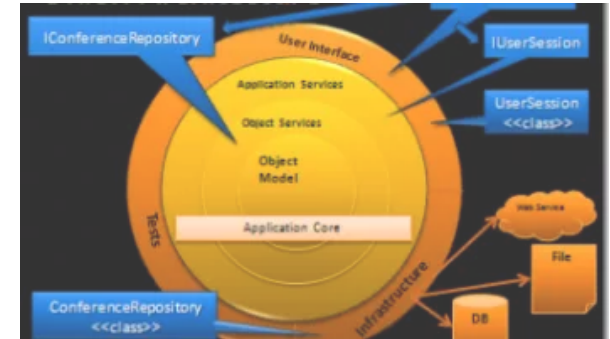 IConferenceRepository
User Interface
IUserSession
Application Services
UserSession
<<class>>
Object Services
Object
Model
Web Service
Tests
Application Core
File
Infrastructure
ConferenceRepository
<<class>>
DB